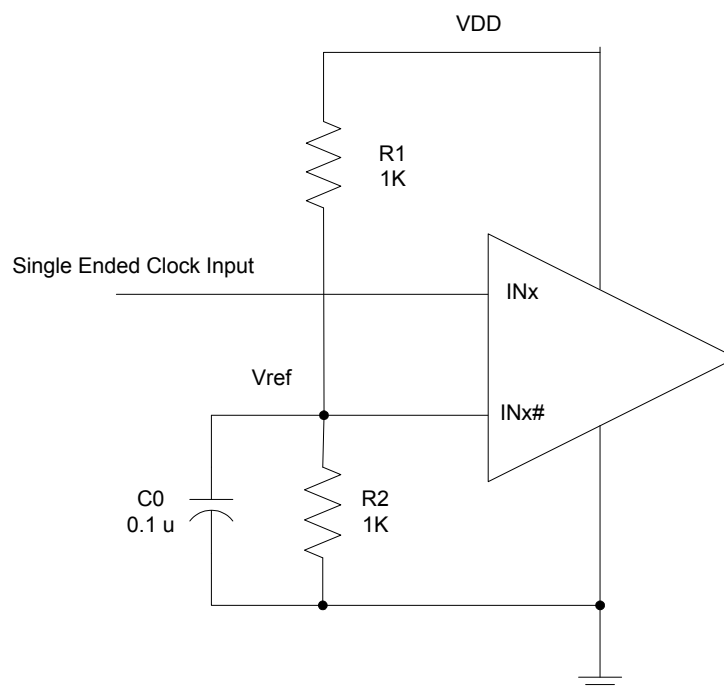 VDD
R1
1K
Single Ended Clock Input
INx
Vref
INx#
C0
0.1 u
R2
1K